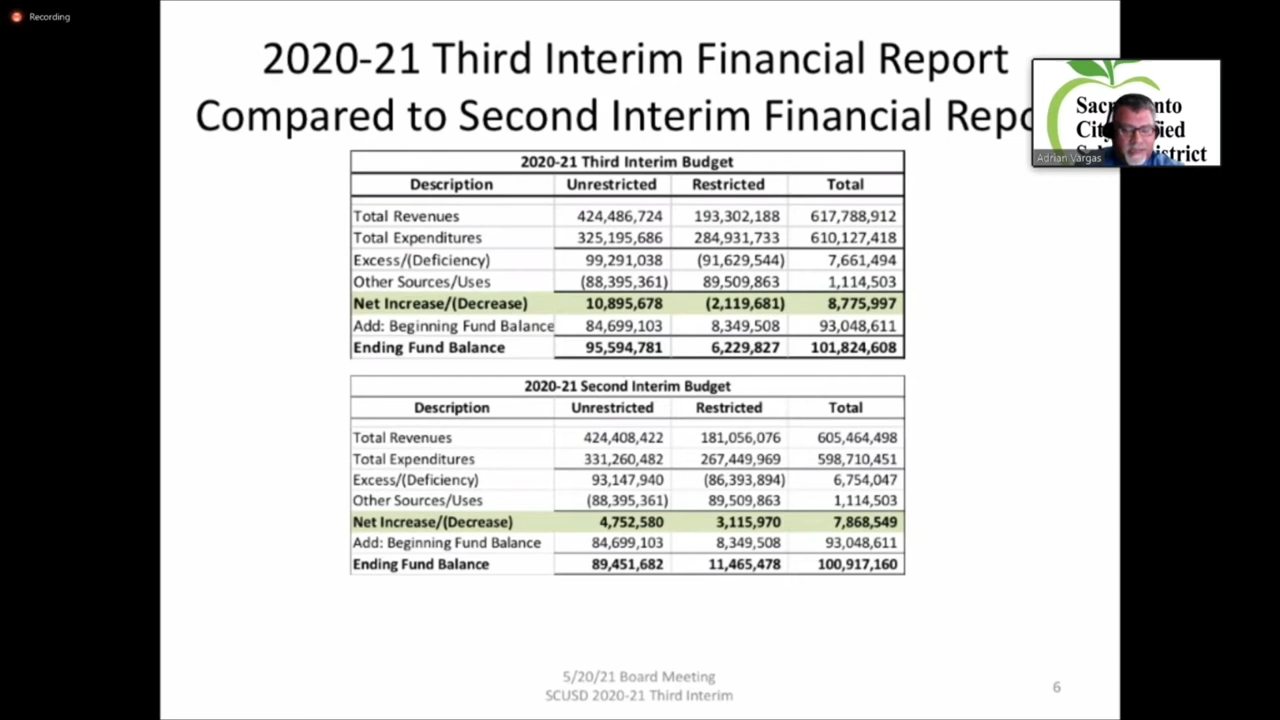 Recording
2020-21 Third Interim Financial Report
Compared to Second Interim Financial Repo
Adrian Vargas
2020-21 Third Interim Budget
Description Unrestricted Restricted Total
Total Revenues 424,486,724 193,302,188 617,788,912
Total Expenditures 325,195,686 284,931,733 610,127,418
Excess/(Deficiency) 99,291,038 (91,629,544) 7,661,494
Other Sources/Uses (88,395,361) 89,509,863 1,114,503
Net Increase/(Decrease) 10,895,678 (2,119,681) 8,775,997
Add: Beginning Fund Balance 84,699,103 8,349,508 93,048,611
Ending Fund Balance 95,594,781 6,229,827 101,824,608
2020-21 Second Interim Budget
Description Unrestricted Restricted Total
Total Revenues 424,408,422 181,056,076 605,464,498
Total Expenditures 331,260,482 267,449,969 598,710,451
Excess/(Deficiency) 93,147,940 (86,393,894) 6,754,047
Other Sources/Uses (88,395,361) 89,509,863 1,114,503
Net Increase/(Decrease) 4,752,580 3,115,970 7,868,549
Add: Beginning Fund Balance 84,699,103 8,349,508 93,048,611
Ending Fund Balance 89,451,682 11,465,478 100,917,160
5/20/21 Board Meeting
SCUSD 2020-21 Third Interim
6